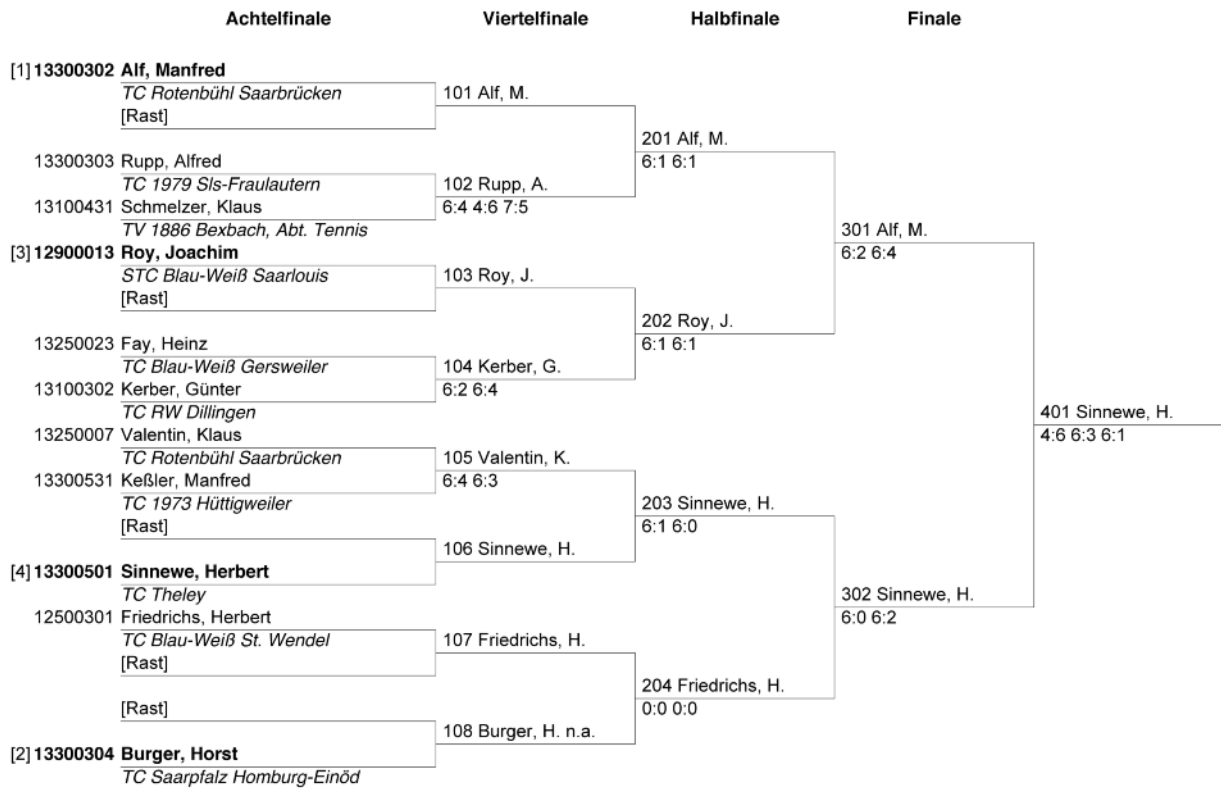 Achtelfinale Viertelfinale Halbfinale Finale
[1] 13300302 Alf, Manfred
TC Rotenbühl Saarbrücken 101 Alf, M.
[Rast]
201 Alf, M.
13300303 Rupp, Alfred 6:1 6:1
TC 1979 Sls-Fraulautern 102 Rupp, A.
13100431 Schmelzer, Klaus 6:4 4:6 7:5
TV 1886 Bexbach, Abt. Tennis 301 Alf, M.
[3] 12900013 Roy, Joachim 6:2 6:4
STC Blau-Weiß Saarlouis 103 Roy, J.
[Rast]
202 Roy, J.
13250023 Fay, Heinz 6:1 6:1
TC Blau-Weiß Gersweiler 104 Kerber, G.
13100302 Kerber, Günter 6:2 6:4
TC RW Dillingen 401 Sinnewe, H.
13250007 Valentin, Klaus 4:6 6:3 6:1
TC Rotenbühl Saarbrücken 105 Valentin, K.
13300531 Keßler, Manfred 6:4 6:3
TC 1973 Hüttigweiler 203 Sinnewe, H.
[Rast] 6:1 6:0
106 Sinnewe, H.
[4] 13300501 Sinnewe, Herbert
TC Theley 302 Sinnewe, H.
12500301 Friedrichs, Herbert 6:0 6:2
TC Blau-Weiß St. Wendel 107 Friedrichs, H.
[Rast]
204 Friedrichs, H.
[Rast] 0:0 0:0
108 Burger, H. n.a.
[2] 13300304 Burger, Horst
TC Saarpfalz Homburg-Einöd